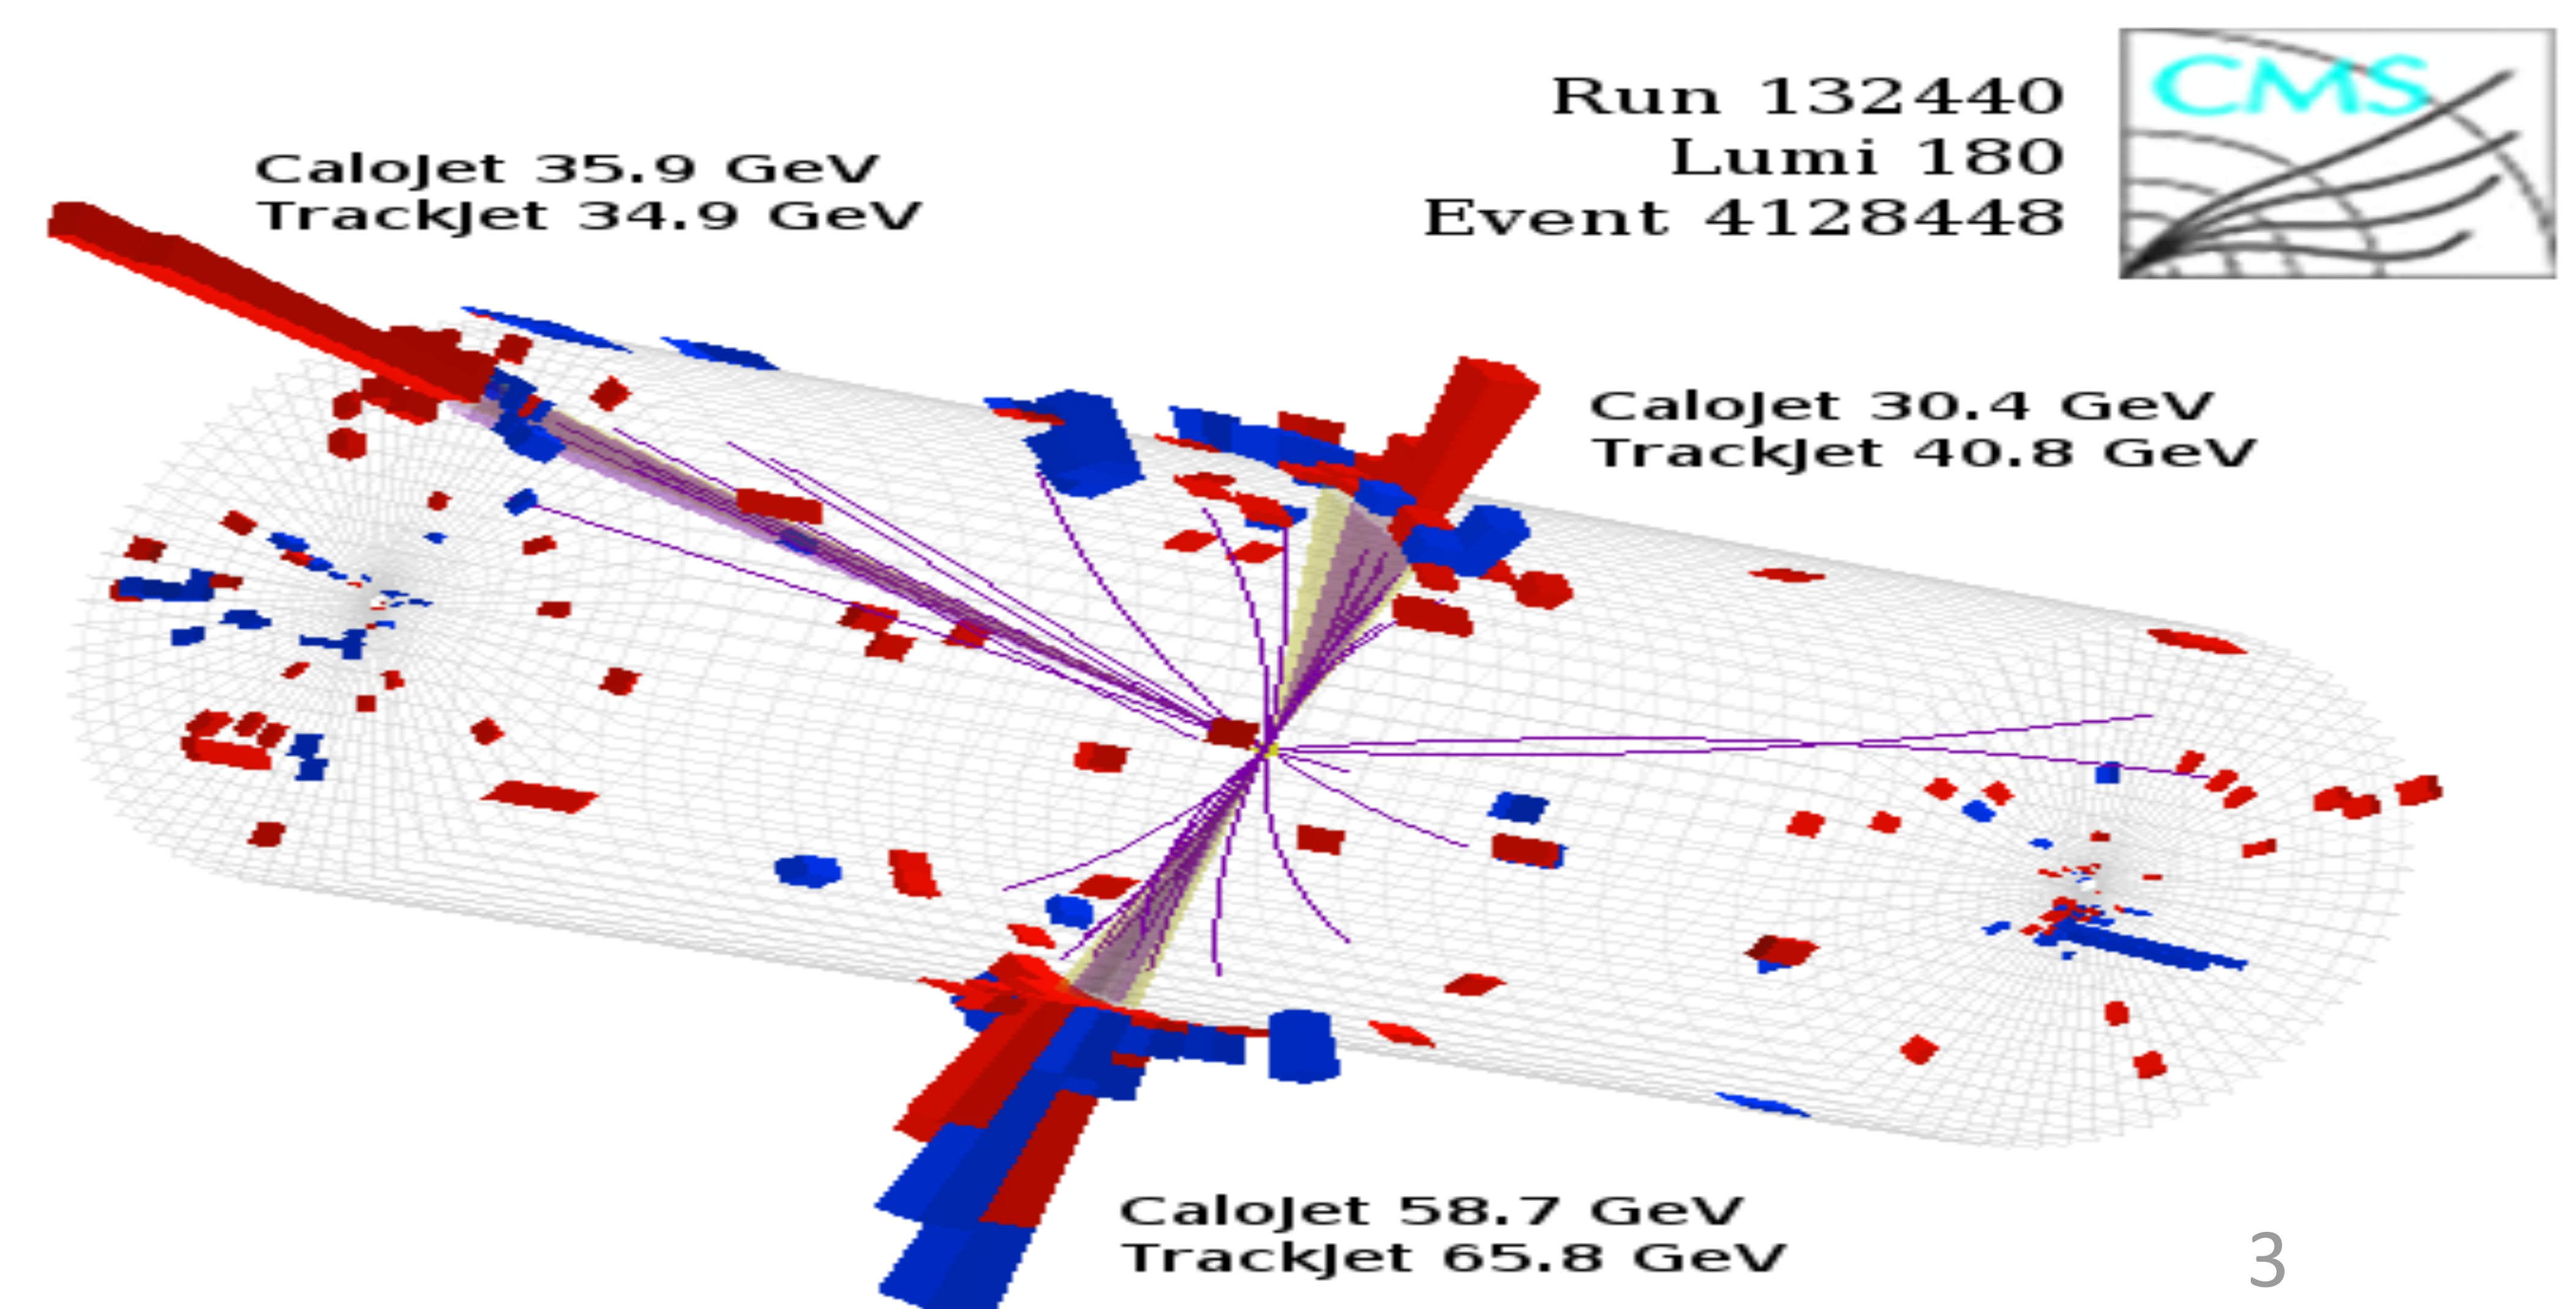 CMS
Run 132440
Lumi 180
Event 4128448
CaloJet 35.9 GeV
TrackJet 34.9 GeV
CaloJet 30.4 GeV
TrackJet 40.8 GeV
CaloJet 58.7 GeV
TrackJet 65.8 GeV
3